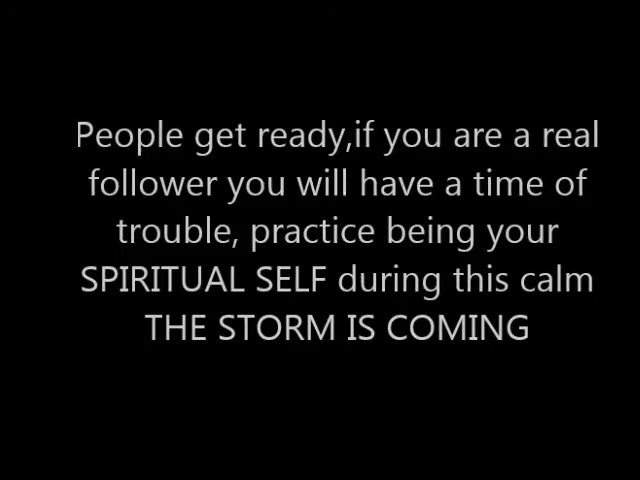 People get ready,if you are a real
follower you will have a time of
trouble, practice being your
SPIRITUAL SELF during this calm
THE STORM IS COMING